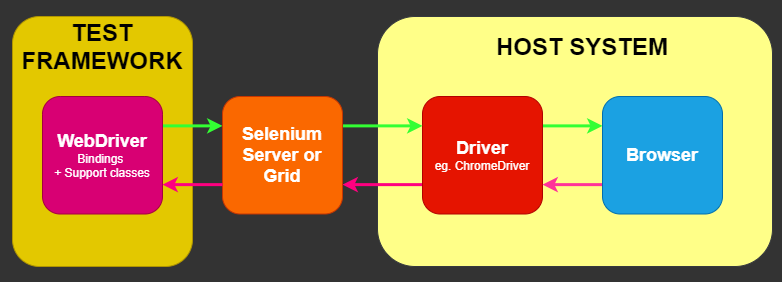 TEST
FRAMEWORK
HOST SYSTEM
WebDriver
Bindings
+ Support classes
Selenium
Server or
Grid
Driver
eg. ChromeDriver
Browser